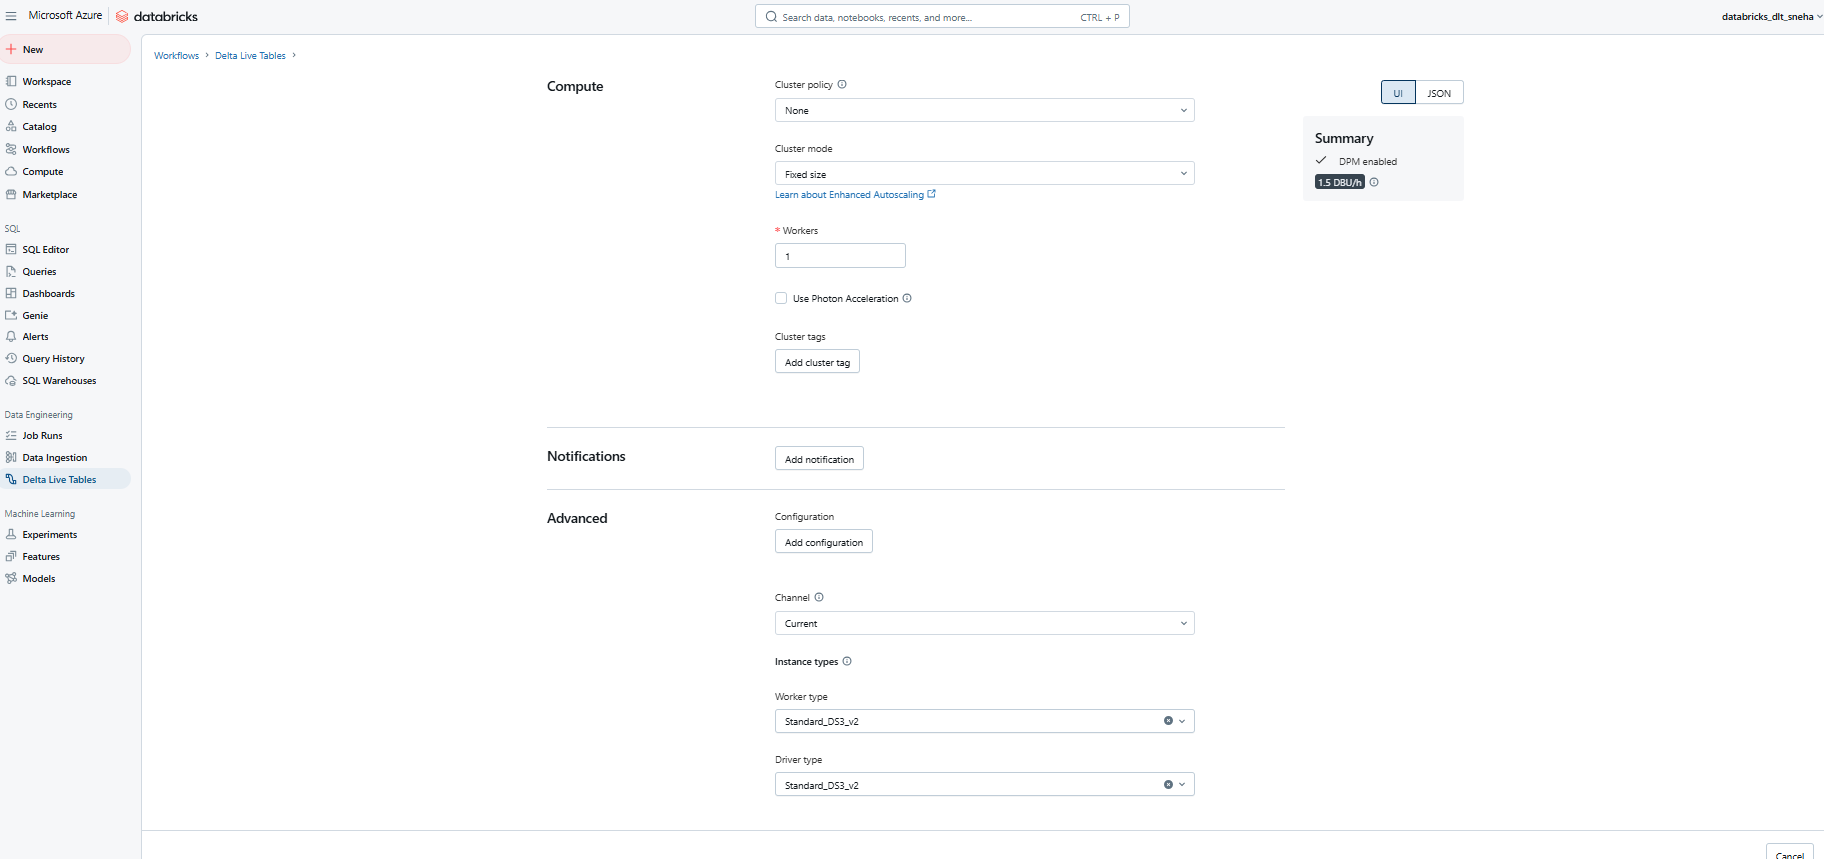 Microsoft Azure databricks
Search data, notebooks, recents, and more... CTRL + P
databricks_dlt_sneha
New
Workspace
Recents
Catalog
Workflows
Compute
Marketplace
SQL
SQL Editor
Queries
Dashboards
Genie
Alerts
Query History
SQL Warehouses
Data Engineering
Job Runs
Data Ingestion
Delta Live Tables
Machine Learning
Experiments
Features
Models
Workflows > Delta Live Tables >
Compute
Cluster policy
None
Cluster mode
Fixed size
Learn about Enhanced Autoscaling
* Workers
1
Use Photon Acceleration
Cluster tags
Add cluster tag
Notifications
Add notification
Advanced
Configuration
Add configuration
Channel
Current
Instance types
Worker type
Standard_DS3_v2
Driver type
Standard_DS3_v2
UI JSON
Summary
DPM enabled
1.5 DBU/h
Cancel